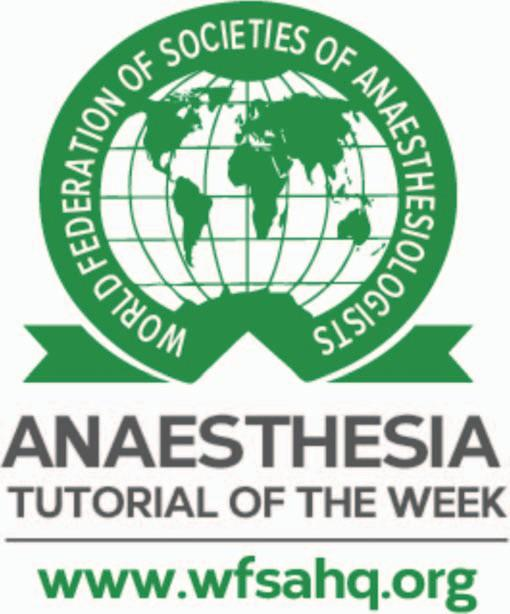 WORLD FEDERATION OF SOCIETIES OF ANAESTHESIOLOGISTS
ANAESTHESIA
TUTORIAL OF THE WEEK
www.wfsahq.org